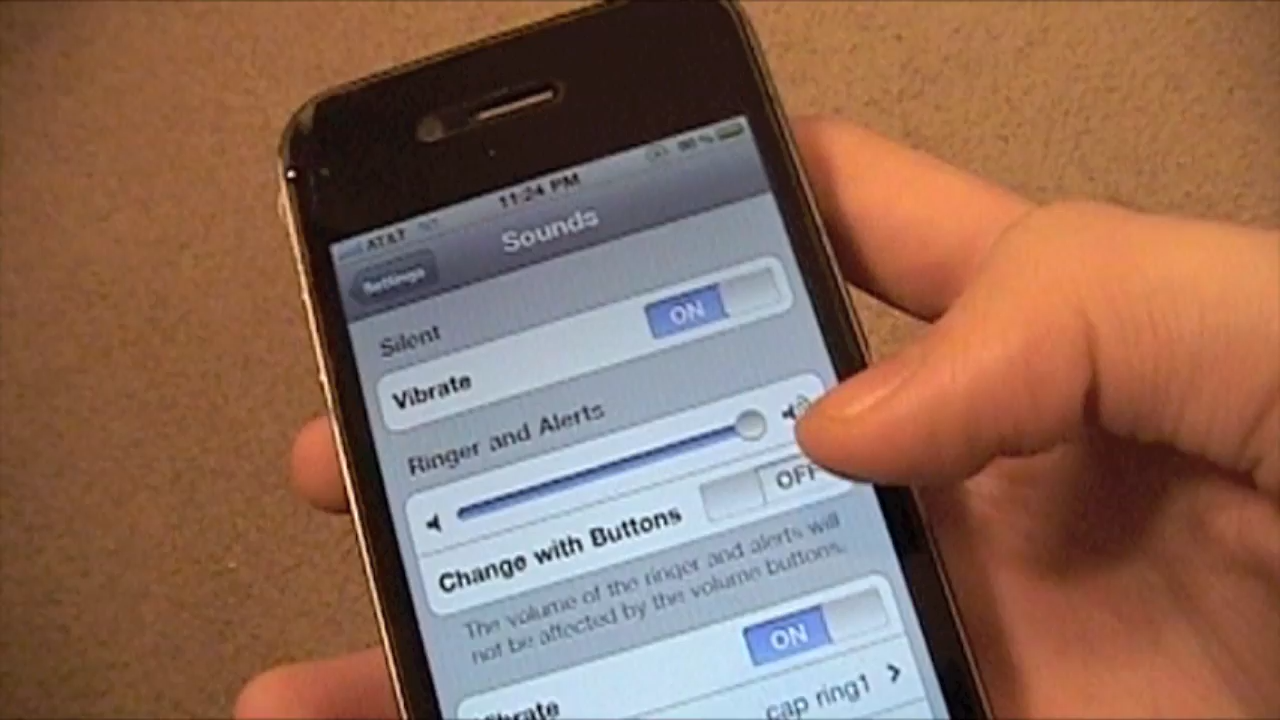 AT&T
11:24 PM
Settings
Sounds
Silent
Vibrate
ON
Ringer and Alerts
Change with Buttons
OFF
The volume of the ringer and alerts will
not be affected by the volume buttons.
ON
Vibrate
cap ring1